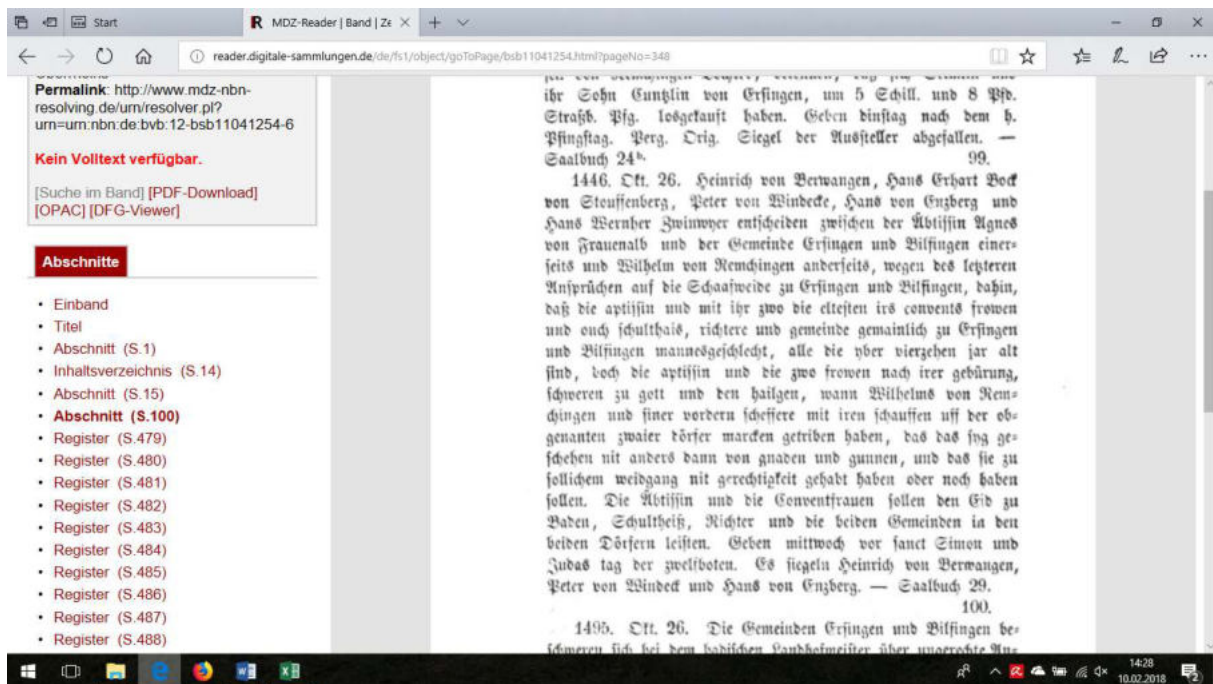 Start
MDZ-Reader | Band | Ze
reader.digitale-sammlungen.de/de/fs1/object/goToPage/bsb11041254.html?pageNo=348
Permalink: http://www.mdz-nbn-
resolving.de/urn/resolver.pl?
urn=urn:nbn:de:bvb:12-bsb11041254-6
Kein Volltext verfügbar.
[Suche im Band] [PDF-Download]
[OPAC] [DFG-Viewer]
Abschnitte
• Einband
• Titel
• Abschnitt (S.1)
• Inhaltsverzeichnis (S.14)
• Abschnitt (S.15)
• Abschnitt (S.100)
• Register (S.479)
• Register (S.480)
• Register (S.481)
• Register (S.482)
• Register (S.483)
• Register (S.484)
• Register (S.485)
• Register (S.486)
• Register (S.487)
• Register (S.488)
ihr Sohn Cuntzlin von Ersingen, um 5 Schill. und 8 Pfd.
Straßb. Pfg. losgekauft haben. Geben dinstag nach dem h.
Pfingsttag. Perg. Orig. Siegel der Aussteller abgefallen. —
Saalbuch 24b. 99.
1446. Okt. 26. Heinrich von Berwangen, Hans Erhart Bock
von Stouffenberg, Peter von Windecke, Hans von Enzberg und
Hans Wernher Zwinwyer entscheiden zwischen der Äbtissin Agnes
von Frauenalb und der Gemeinde Ersingen und Bilfingen einer-
seits und Wilhelm von Remchingen anderseits, wegen des letzteren
Ansprüchen auf die Schaafweide zu Ersingen und Bilfingen, dahin,
daß die aptissin und mit ihr zwo die eltesten irs convents frowen
und ouch schulthais, richtere und gemeinde gemainlich zu Ersingen
und Bilfingen mannesgeschlecht, alle die yber vierzehen jar alt
sind, doch die aptissin und die zwo frowen nach irer gebürung,
schweren zu gott und den hailgen, wann Wilhelms von Rem-
chingen und siner vordern scheffere mit iren schauffen uff der ob-
genanten zwaier dörfer marcken getriben haben, das das syg ge-
schehen nit anders dann von gnaden und gunnen, und das sie zu
sollichem weidgang nit gerechtigkeit gehabt haben oder noch haben
sollen. Die Äbtissin und die Conventfrauen sollen den Eid zu
Baden, Schultheiß, Richter und die beiden Gemeinden in den
beiden Dörfern leisten. Geben mittwoch vor sanct Simon und
Judas tag der zwelfboten. Es siegeln Heinrich von Berwangen,
Peter von Windeck und Hans von Enzberg. — Saalbuch 29.
100.
1495. Okt. 26. Die Gemeinden Ersingen und Bilfingen be-
schweren sich bei dem badischen Landhofmeister über ungerechte An-
14:28
10.02.2018